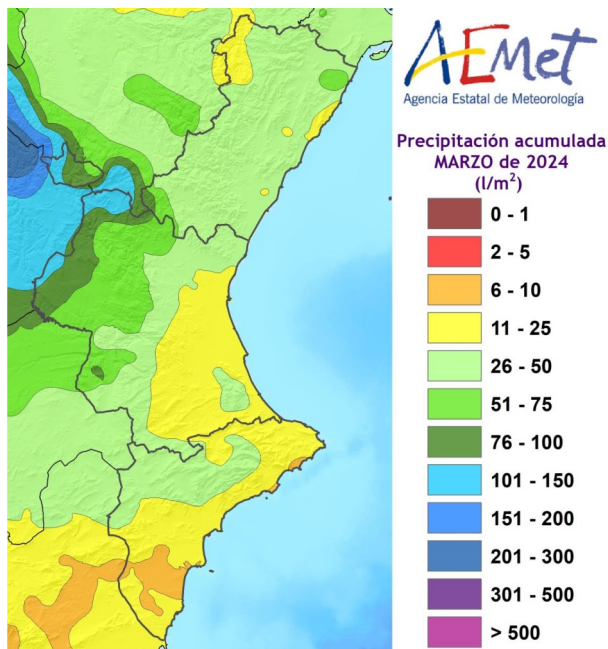 AEMet
Agencia Estatal de Meteorología
Precipitación acumulada
MARZO de 2024
(l/m²)
0 - 1
2 - 5
6 - 10
11 - 25
26 - 50
51 - 75
76 - 100
101 - 150
151 - 200
201 - 300
301 - 500
> 500